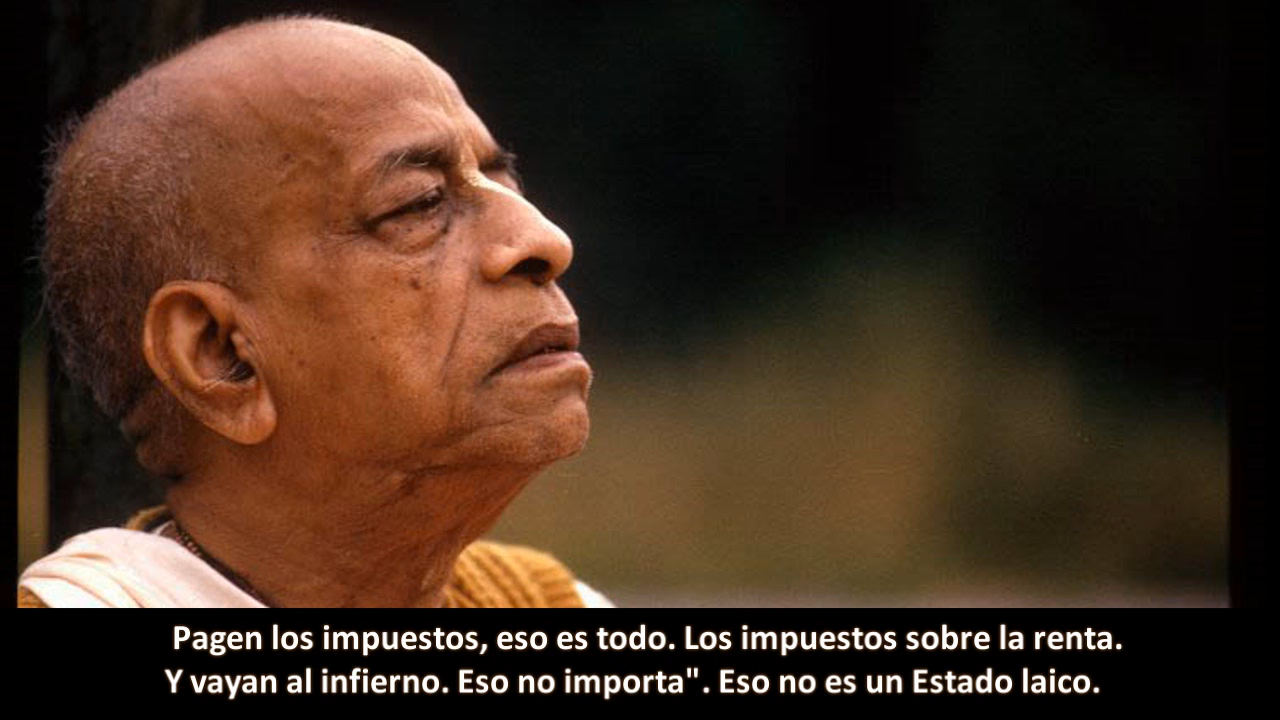 Pagen los impuestos, eso es todo. Los impuestos sobre la renta.
Y vayan al infierno. Eso no importa". Eso no es un Estado laico.